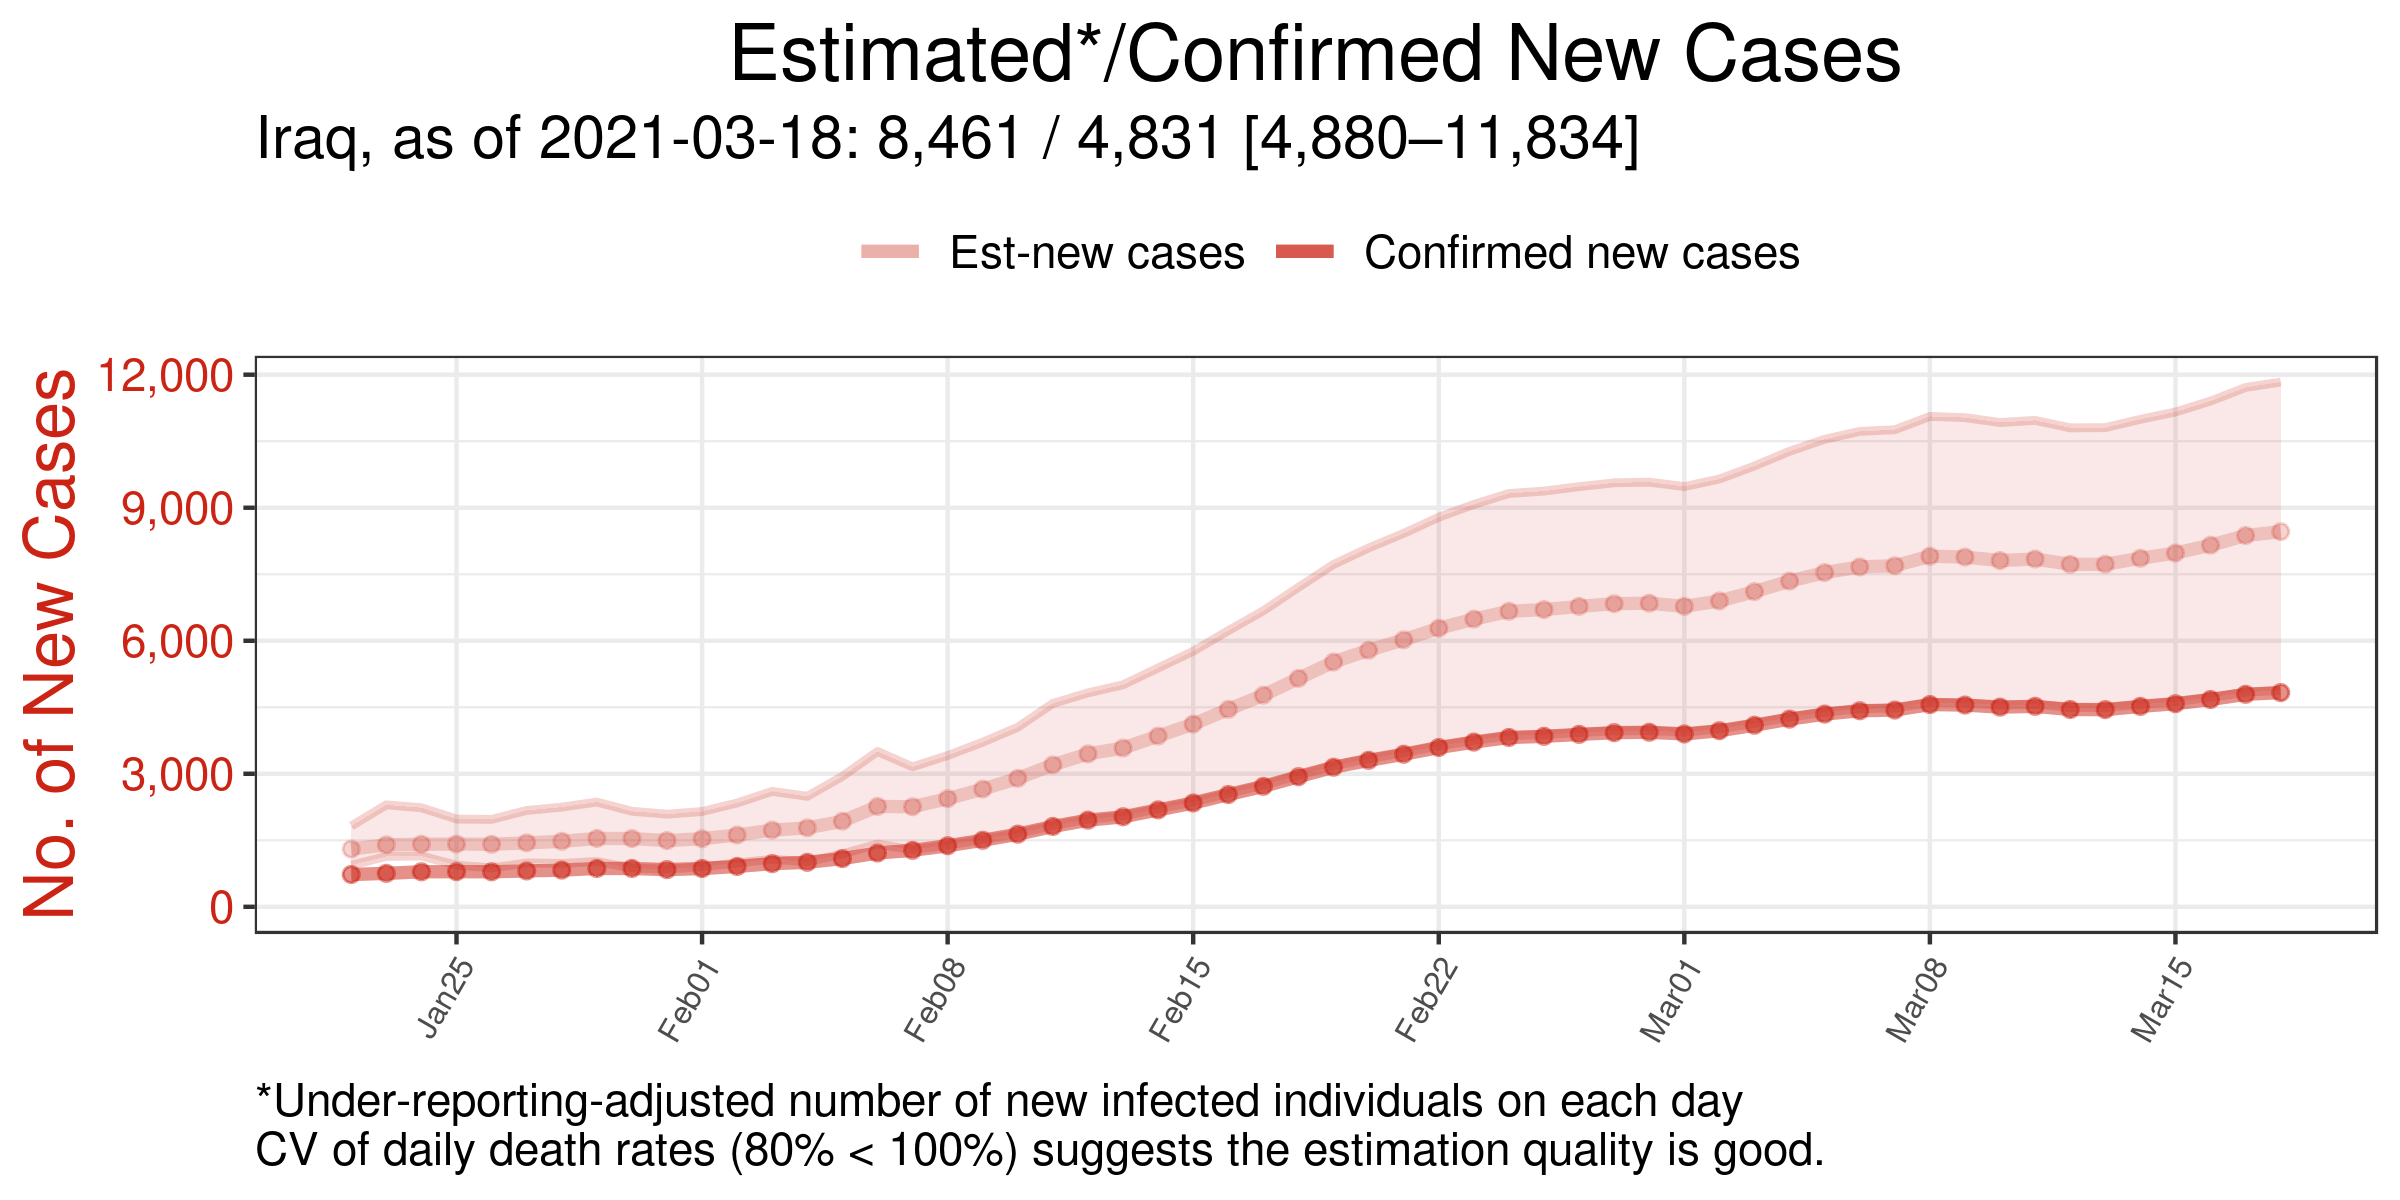 Estimated*/Confirmed New Cases
Iraq, as of 2021-03-18: 8,461 / 4,831 [4,880–11,834]
Est-new cases
Confirmed new cases
No. of New Cases
12,000
9,000
6,000
3,000
0
Jan25
Feb01
Feb08
Feb15
Feb22
Mar01
Mar08
Mar15
*Under-reporting-adjusted number of new infected individuals on each day
CV of daily death rates (80% < 100%) suggests the estimation quality is good.